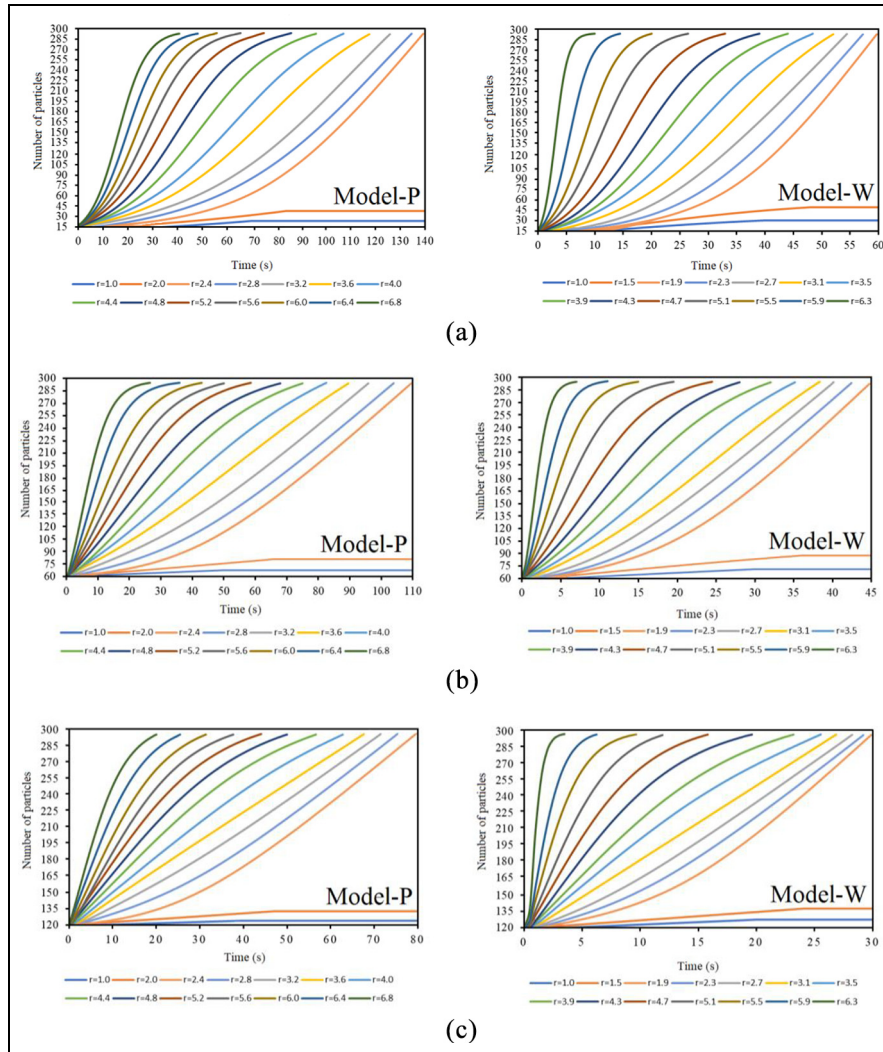 Number of particles
300
285
270
255
240
225
210
195
180
165
150
135
120
105
90
75
60
45
30
15
Model-P
0 10 20 30 40 50 60 70 80 90 100 110 120 130 140
Time (s)
r=1.0 r=2.0 r=2.4 r=2.8 r=3.2 r=3.6 r=4.0
r=4.4 r=4.8 r=5.2 r=5.6 r=6.0 r=6.4 r=6.8
Number of particles
300
285
270
255
240
225
210
195
180
165
150
135
120
105
90
75
60
45
30
15
Model-W
0 5 10 15 20 25 30 35 40 45 50 55 60
Time (s)
r=1.0 r=1.5 r=1.9 r=2.3 r=2.7 r=3.1 r=3.5
r=3.9 r=4.3 r=4.7 r=5.1 r=5.5 r=5.9 r=6.3
(a)
Number of particles
300
285
270
255
240
225
210
195
180
165
150
135
120
105
90
75
60
Model-P
0 10 20 30 40 50 60 70 80 90 100 110
Time (s)
r=1.0 r=2.0 r=2.4 r=2.8 r=3.2 r=3.6 r=4.0
r=4.4 r=4.8 r=5.2 r=5.6 r=6.0 r=6.4 r=6.8
Number of particles
300
285
270
255
240
225
210
195
180
165
150
135
120
105
90
75
60
Model-W
0 5 10 15 20 25 30 35 40 45
Time (s)
r=1.0 r=1.5 r=1.9 r=2.3 r=2.7 r=3.1 r=3.5
r=3.9 r=4.3 r=4.7 r=5.1 r=5.5 r=5.9 r=6.3
(b)
Number of particles
300
285
270
255
240
225
210
195
180
165
150
135
120
Model-P
0 10 20 30 40 50 60 70 80
Time (s)
r=1.0 r=2.0 r=2.4 r=2.8 r=3.2 r=3.6 r=4.0
r=4.4 r=4.8 r=5.2 r=5.6 r=6.0 r=6.4 r=6.8
Number of particles
300
285
270
255
240
225
210
195
180
165
150
135
120
Model-W
0 5 10 15 20 25 30
Time (s)
r=1.0 r=1.5 r=1.9 r=2.3 r=2.7 r=3.1 r=3.5
r=3.9 r=4.3 r=4.7 r=5.1 r=5.5 r=5.9 r=6.3
(c)